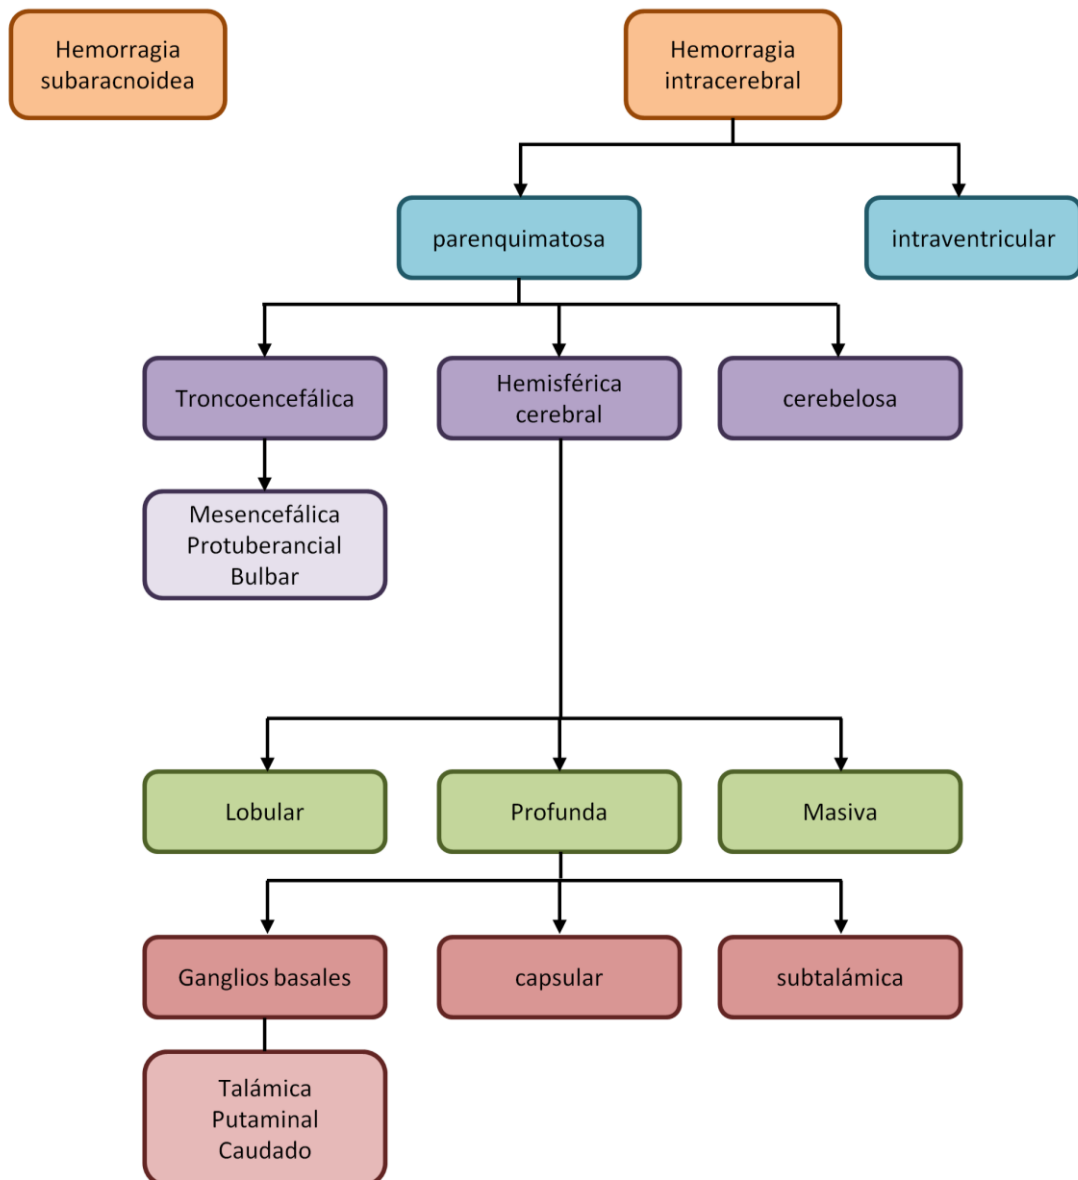 Hemorragia
subaracnoidea
Hemorragia
intracerebral
parenquimatosa
intraventricular
Troncoencefálica
Hemisférica
cerebral
cerebelosa
Mesencefálica
Protuberancial
Bulbar
Lobular
Profunda
Masiva
Ganglios basales
capsular
subtalámica
Talámica
Putaminal
Caudado